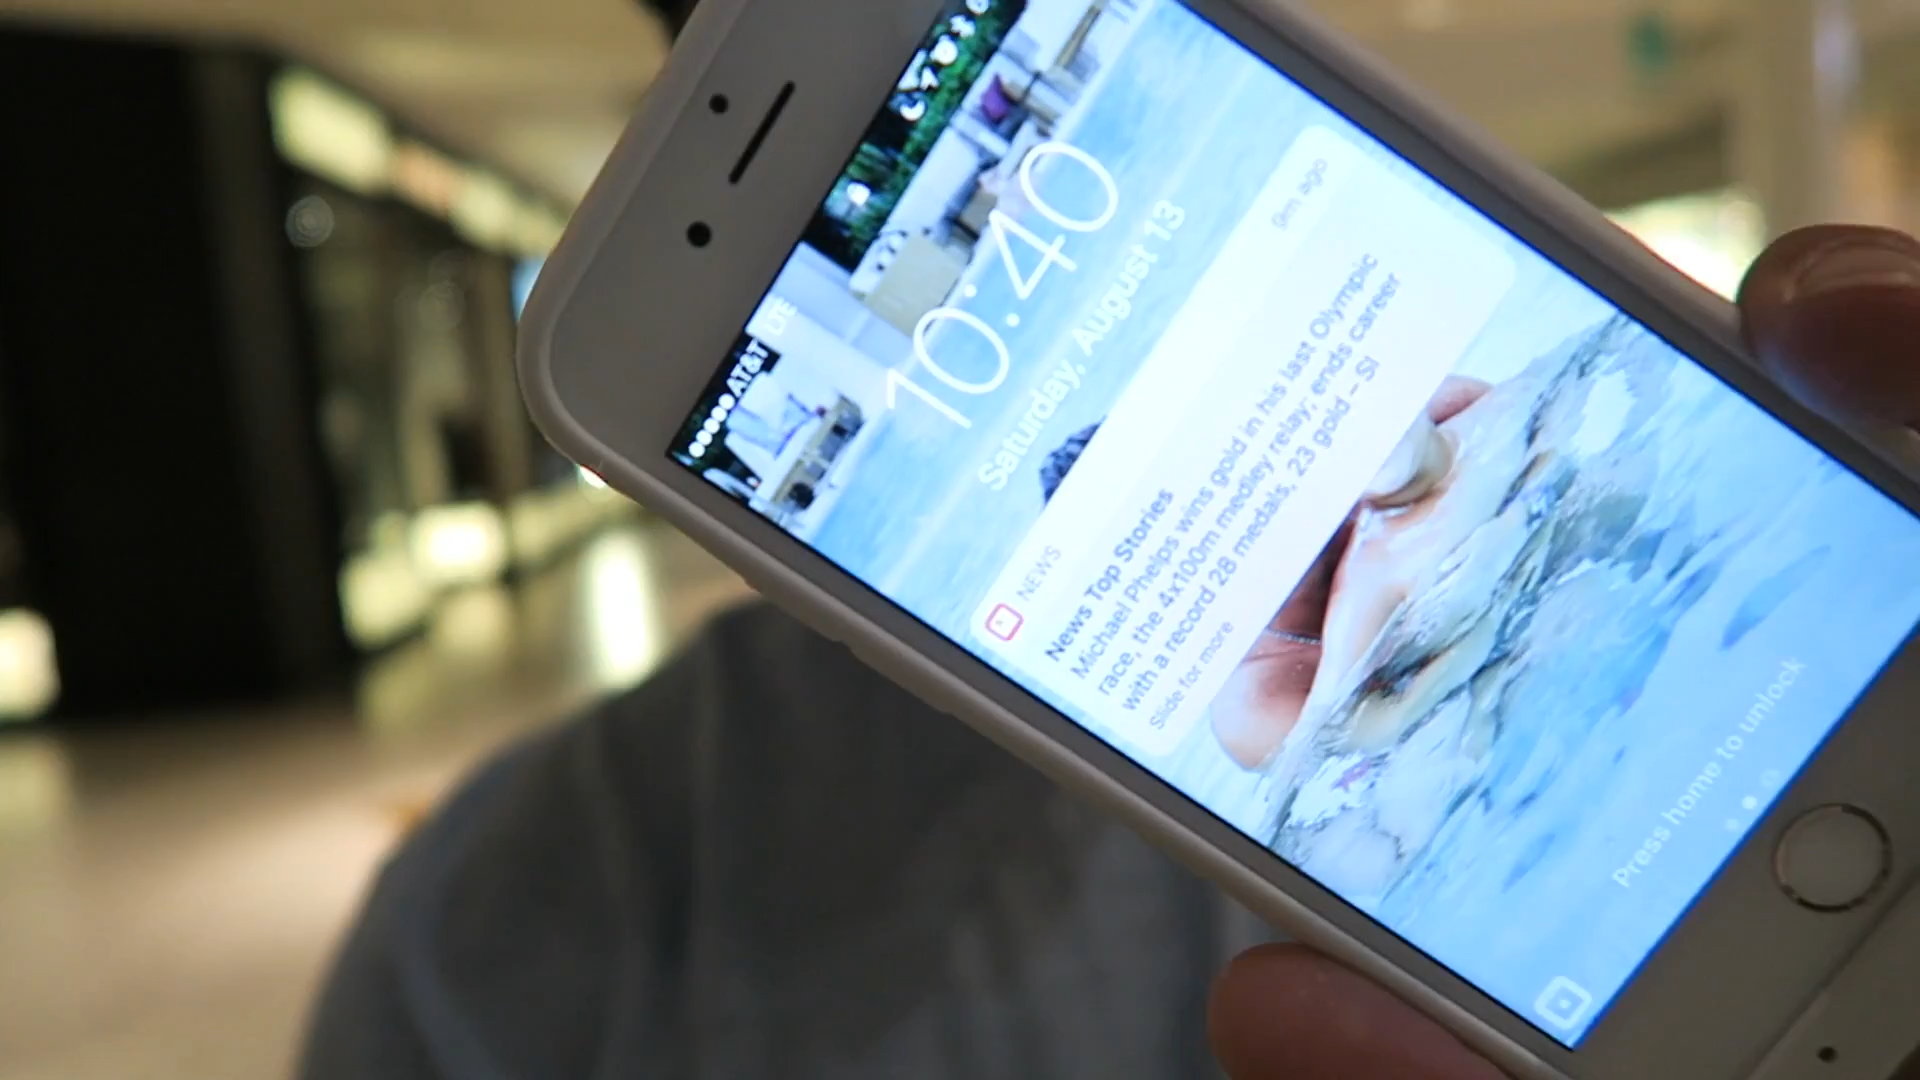 AT&T LTE
10:40
Saturday, August 13
NEWS 9m ago
News Top Stories
Michael Phelps wins gold in his last Olympic
race, the 4x100m medley relay; ends career
with a record 28 medals, 23 gold – SI
Slide for more
Press home to unlock